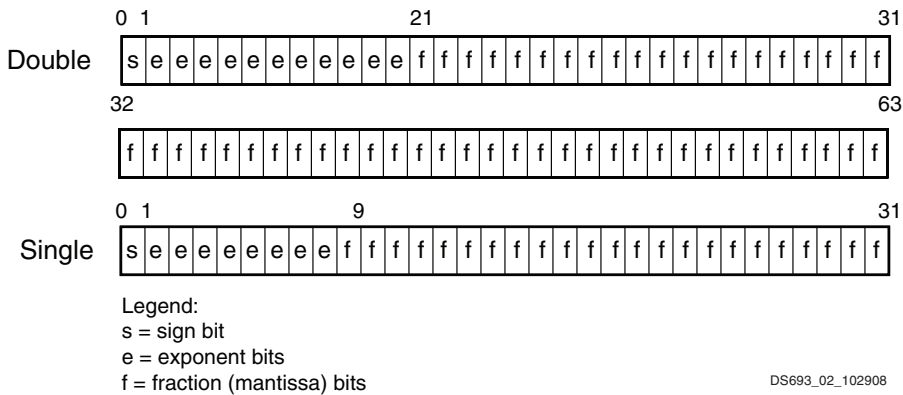 0 1 21 31
Double s e e e e e e e e e e e f f f f f f f f f f f f f f f f f f f f
32 63
f f f f f f f f f f f f f f f f f f f f f f f f f f f f f f f f
0 1 9 31
Single s e e e e e e e e f f f f f f f f f f f f f f f f f f f f f f f
Legend:
s = sign bit
e = exponent bits
f = fraction (mantissa) bits
DS693_02_102908